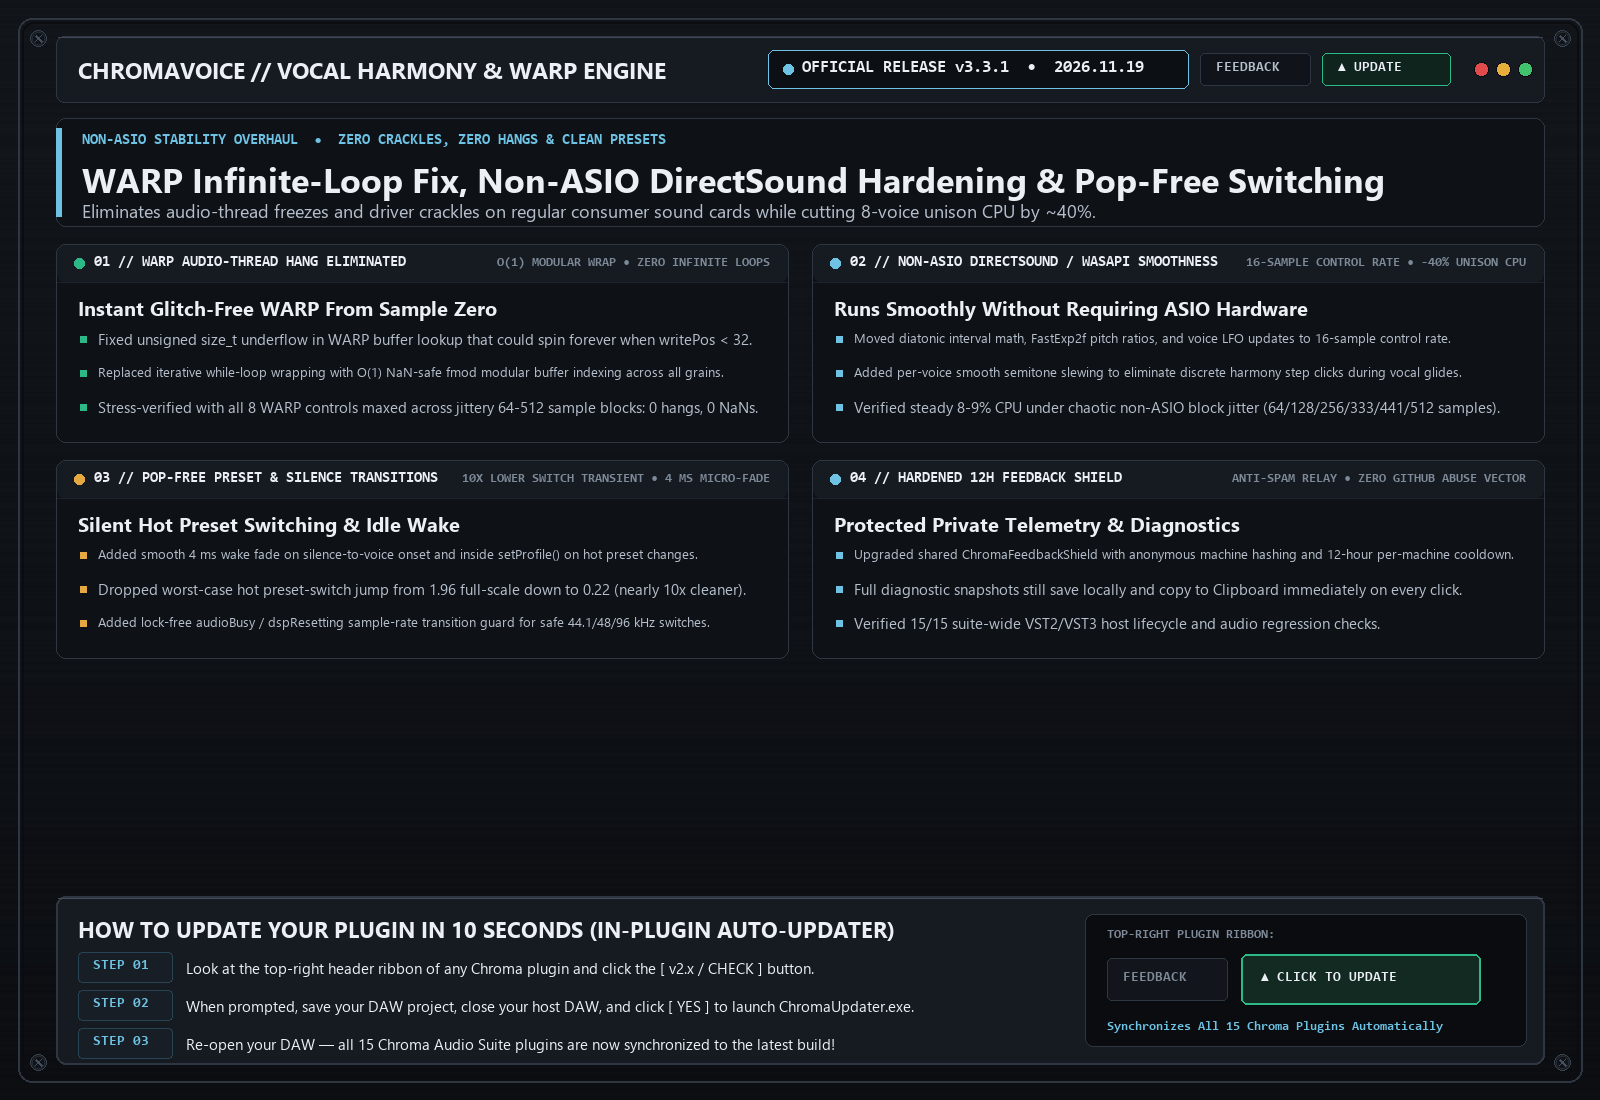 CHROMAVOICE // VOCAL HARMONY & WARP ENGINE
OFFICIAL RELEASE v3.3.1 • 2026.11.19
FEEDBACK
▲ UPDATE
NON-ASIO STABILITY OVERHAUL • ZERO CRACKLES, ZERO HANGS & CLEAN PRESETS
WARP Infinite-Loop Fix, Non-ASIO DirectSound Hardening & Pop-Free Switching
Eliminates audio-thread freezes and driver crackles on regular consumer sound cards while cutting 8-voice unison CPU by ~40%.
01 // WARP AUDIO-THREAD HANG ELIMINATED
O(1) MODULAR WRAP • ZERO INFINITE LOOPS
Instant Glitch-Free WARP From Sample Zero
Fixed unsigned size_t underflow in WARP buffer lookup that could spin forever when writePos < 32.
Replaced iterative while-loop wrapping with O(1) NaN-safe fmod modular buffer indexing across all grains.
Stress-verified with all 8 WARP controls maxed across jittery 64-512 sample blocks: 0 hangs, 0 NaNs.
02 // NON-ASIO DIRECTSOUND / WASAPI SMOOTHNESS
16-SAMPLE CONTROL RATE • -40% UNISON CPU
Runs Smoothly Without Requiring ASIO Hardware
Moved diatonic interval math, FastExp2f pitch ratios, and voice LFO updates to 16-sample control rate.
Added per-voice smooth semitone slewing to eliminate discrete harmony step clicks during vocal glides.
Verified steady 8-9% CPU under chaotic non-ASIO block jitter (64/128/256/333/441/512 samples).
03 // POP-FREE PRESET & SILENCE TRANSITIONS
10X LOWER SWITCH TRANSIENT • 4 MS MICRO-FADE
Silent Hot Preset Switching & Idle Wake
Added smooth 4 ms wake fade on silence-to-voice onset and inside setProfile() on hot preset changes.
Dropped worst-case hot preset-switch jump from 1.96 full-scale down to 0.22 (nearly 10x cleaner).
Added lock-free audioBusy / dspResetting sample-rate transition guard for safe 44.1/48/96 kHz switches.
04 // HARDENED 12H FEEDBACK SHIELD
ANTI-SPAM RELAY • ZERO GITHUB ABUSE VECTOR
Protected Private Telemetry & Diagnostics
Upgraded shared ChromaFeedbackShield with anonymous machine hashing and 12-hour per-machine cooldown.
Full diagnostic snapshots still save locally and copy to Clipboard immediately on every click.
Verified 15/15 suite-wide VST2/VST3 host lifecycle and audio regression checks.
HOW TO UPDATE YOUR PLUGIN IN 10 SECONDS (IN-PLUGIN AUTO-UPDATER)
STEP 01
Look at the top-right header ribbon of any Chroma plugin and click the [ v2.x / CHECK ] button.
STEP 02
When prompted, save your DAW project, close your host DAW, and click [ YES ] to launch ChromaUpdater.exe.
STEP 03
Re-open your DAW — all 15 Chroma Audio Suite plugins are now synchronized to the latest build!
TOP-RIGHT PLUGIN RIBBON:
FEEDBACK
▲ CLICK TO UPDATE
Synchronizes All 15 Chroma Plugins Automatically